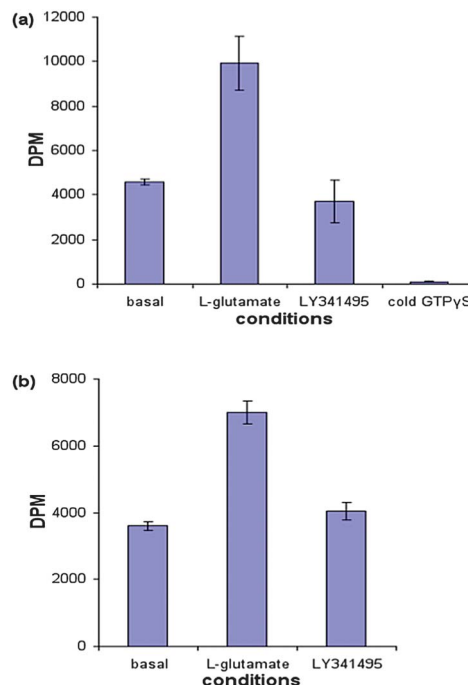 (a)
12000
10000
8000
6000
4000
2000
0
DPM
basal L-glutamate LY341495 cold GTPγS
conditions
(b)
8000
6000
4000
2000
0
DPM
basal L-glutamate LY341495
conditions